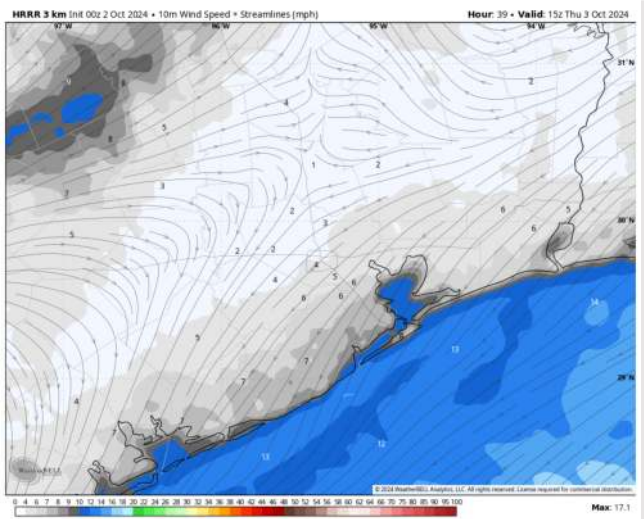 HRRR 3 km Init 00z 2 Oct 2024 • 10m Wind Speed + Streamlines (mph) Hour: 39 • Valid: 15z Thu 3 Oct 2024
97°W 96°W 95°W 94°W
31°N
9 6 2
4
5
8
1 2
3
7
2 6 5
3 30°N
5 6
2 2
4
5 6
4 6
8 14
5 13
7
29°N
7
4
7
12
13
WeatherBELL
© 2024 WeatherBELL Analytics, LLC. All rights reserved. License required for commercial distribution.
0 4 5 6 7 8 9 10 12 14 16 18 20 22 24 26 28 30 32 34 36 38 40 42 44 46 48 50 52 54 56 58 60 62 64 66 70 75 80 85 90 95 100
Max: 17.1